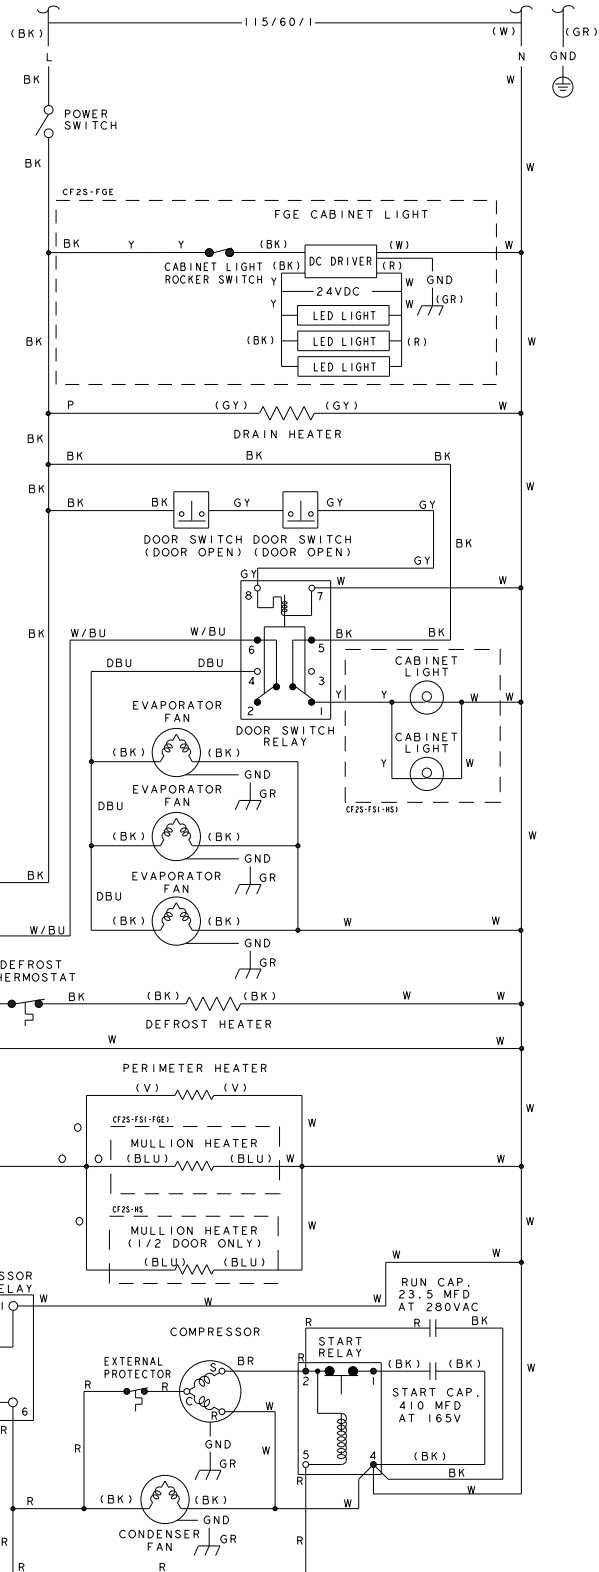 115/60/1
(BK)
(W)
(GR)
L
N
GND
BK
W
POWER
SWITCH
BK
W
CF2S-FGE
FGE CABINET LIGHT
BK
Y
Y
(BK)
(W)
W
CABINET LIGHT
ROCKER SWITCH
(BK)
DC DRIVER
(R)
Y
24VDC
W
GND
Y
W
(GR)
LED LIGHT
BK
(BK)
LED LIGHT
(R)
W
LED LIGHT
P
(GY)
(GY)
W
DRAIN HEATER
BK
BK
BK
BK
W
BK
BK
GY
GY
GY
DOOR SWITCH
(DOOR OPEN)
DOOR SWITCH
(DOOR OPEN)
BK
GY
GY
W
8
7
BK
W/BU
W/BU
6
5
BK
BK
DBU
DBU
4
3
CABINET
LIGHT
2
1
Y
Y
W
W
DOOR SWITCH
RELAY
CABINET
LIGHT
Y
W
CF2S-FS(-HS)
EVAPORATOR
FAN
(BK)
(BK)
GND
GR
DBU
EVAPORATOR
FAN
(BK)
(BK)
W
GND
GR
BK
EVAPORATOR
FAN
DBU
(BK)
(BK)
W
W
W/BU
GND
GR
DEFROST
HERMOSTAT
BK
(BK)
(BK)
W
W
DEFROST HEATER
W
W
PERIMETER HEATER
(V)
(V)
CF2S-FS(-FGE)
W
W
O
MULLION HEATER
O
O
(BLU)
(BLU)
W
W
CF2S-HS
O
MULLION HEATER
(1/2 DOOR ONLY)
W
W
(BLU)
(BLU)
W
W
SSOR
ELAY
1
W
W
W
RUN CAP.
23.5 MFD
AT 280VAC
R
R
BK
COMPRESSOR
START
RELAY
EXTERNAL
PROTECTOR
S
BR
R
2
1
(BK)
(BK)
W
R
R
C
R
W
START CAP.
410 MFD
AT 165V
6
R
GND
GR
R
W
5
4
(BK)
BK
R
W
R
(BK)
(BK)
W
GND
GR
CONDENSER
FAN
R
R
R